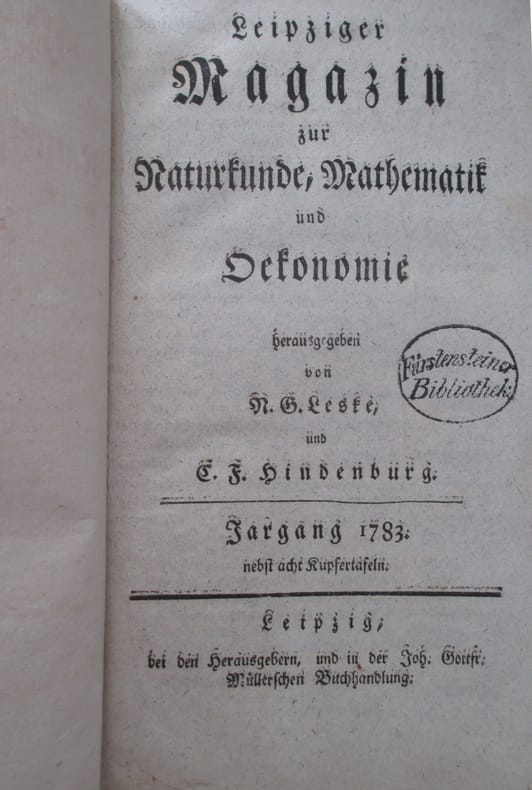 Leipziger
Magazin
zur
Naturkunde, Mathematik
und
Oekonomie
herausgegeben
von
N. G. Leske,
und
C. F. Hindenburg.
Fürstensteiner
Bibliothek
Jargang 1783.
nebst acht Kupfertafeln.
Leipzig,
bei den Herausgebern, und in der Joh. Gottfr.
Müllerschen Buchhandlung.